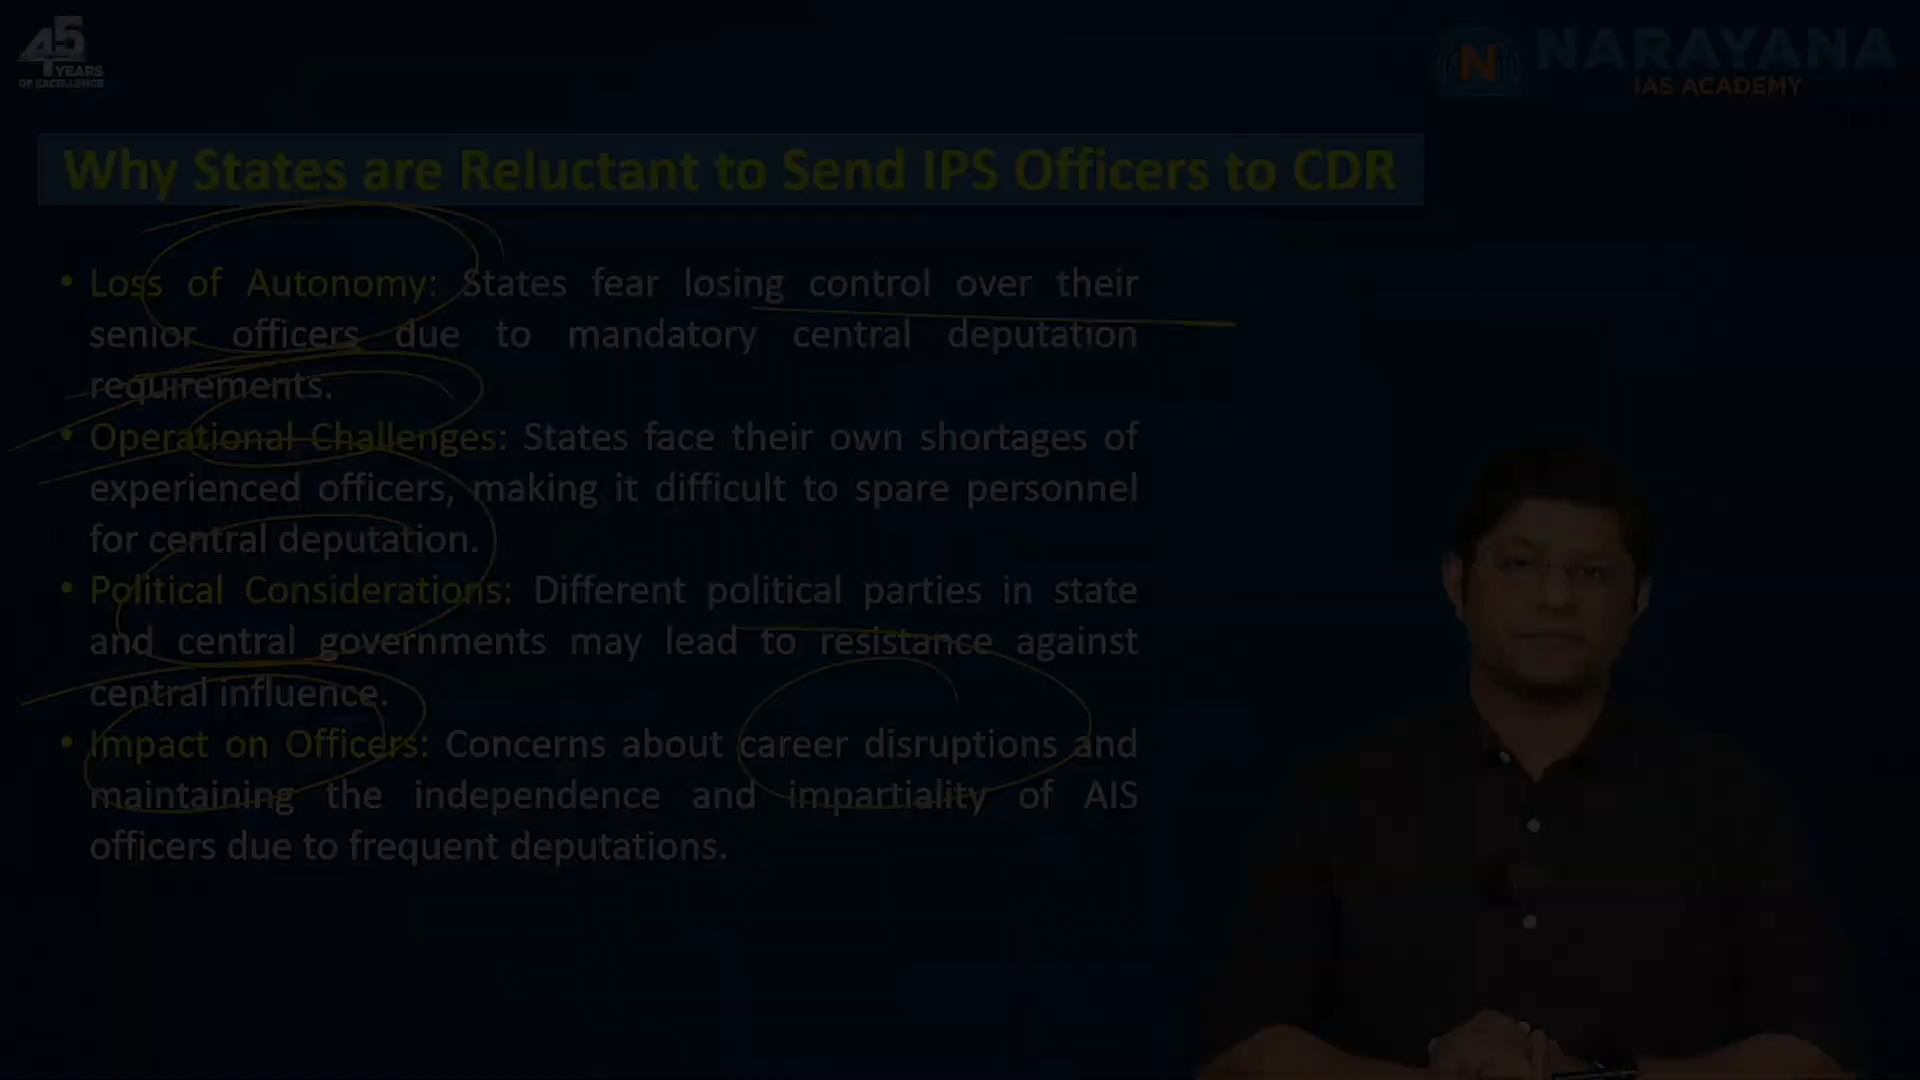 45
YEARS
OF EXCELLENCE
N
NARAYANA
IAS ACADEMY
Why States are Reluctant to Send IPS Officers to CDR
• Loss of Autonomy: States fear losing control over their
senior officers due to mandatory central deputation
requirements.
• Operational Challenges: States face their own shortages of
experienced officers, making it difficult to spare personnel
for central deputation.
• Political Considerations: Different political parties in state
and central governments may lead to resistance against
central influence.
• Impact on Officers: Concerns about career disruptions and
maintaining the independence and impartiality of AIS
officers due to frequent deputations.